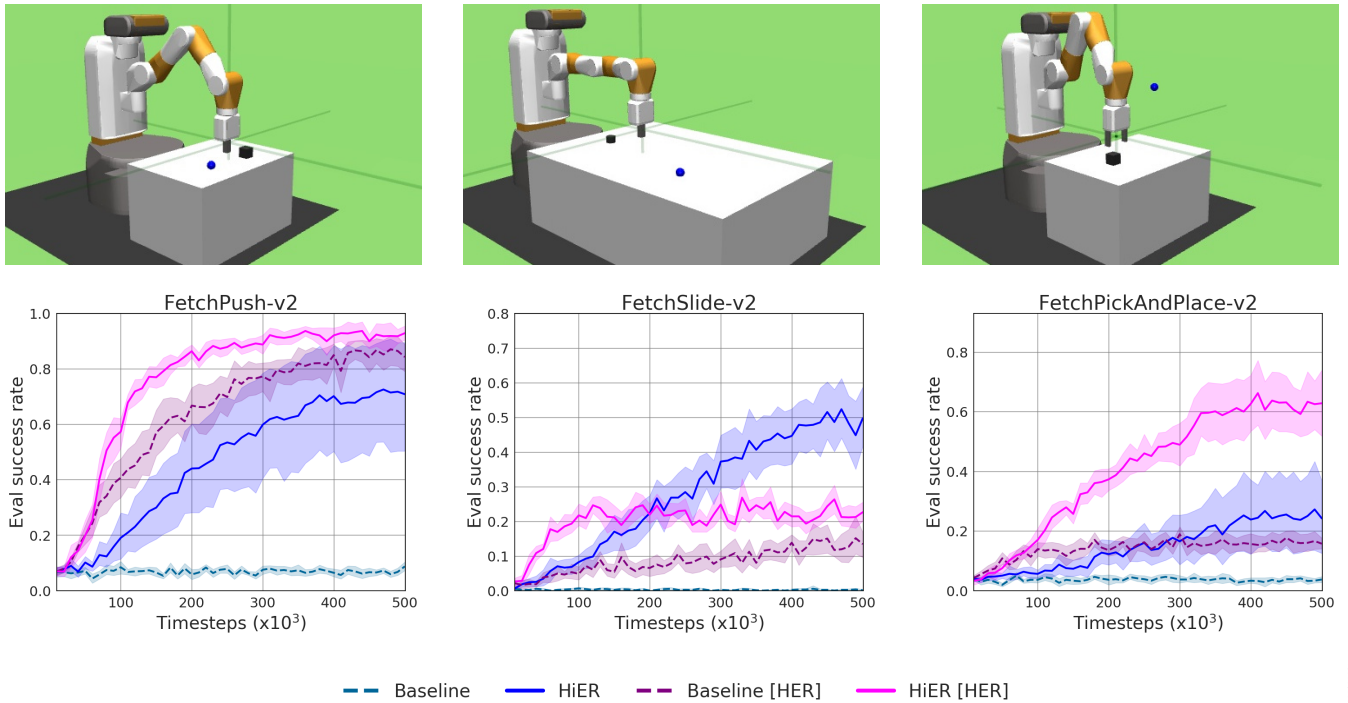 FetchPush-v2
FetchSlide-v2
FetchPickAndPlace-v2
Eval success rate
1.0
0.8
0.6
0.4
0.2
0.0
100
200
300
400
500
Timesteps (x10³)
Eval success rate
0.8
0.7
0.6
0.5
0.4
0.3
0.2
0.1
0.0
100
200
300
400
500
Timesteps (x10³)
Eval success rate
0.8
0.6
0.4
0.2
0.0
100
200
300
400
500
Timesteps (x10³)
Baseline
HiER
Baseline [HER]
HiER [HER]